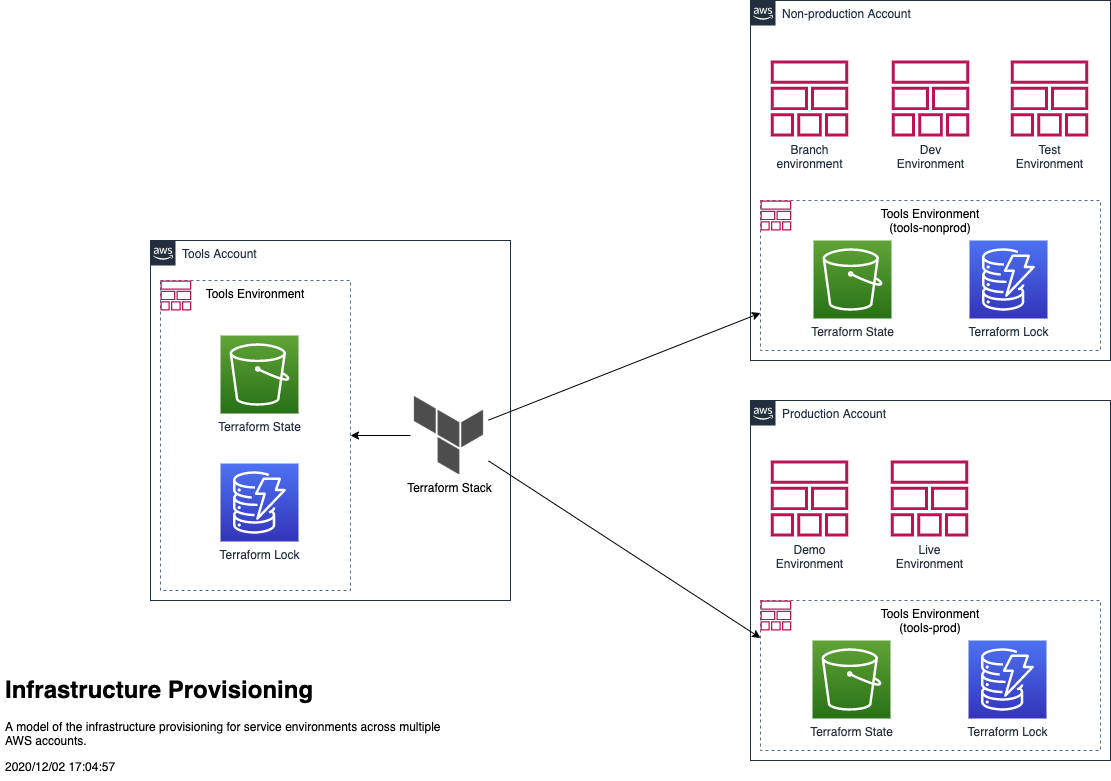 aws
Non-production Account
Branch
environment
Dev
Environment
Test
Environment
Tools Environment
(tools-nonprod)
Terraform State
Terraform Lock
aws
Tools Account
Tools Environment
Terraform State
Terraform Lock
Terraform Stack
aws
Production Account
Demo
Environment
Live
Environment
Tools Environment
(tools-prod)
Terraform State
Terraform Lock
Infrastructure Provisioning
A model of the infrastructure provisioning for service environments across multiple
AWS accounts.
2020/12/02 17:04:57